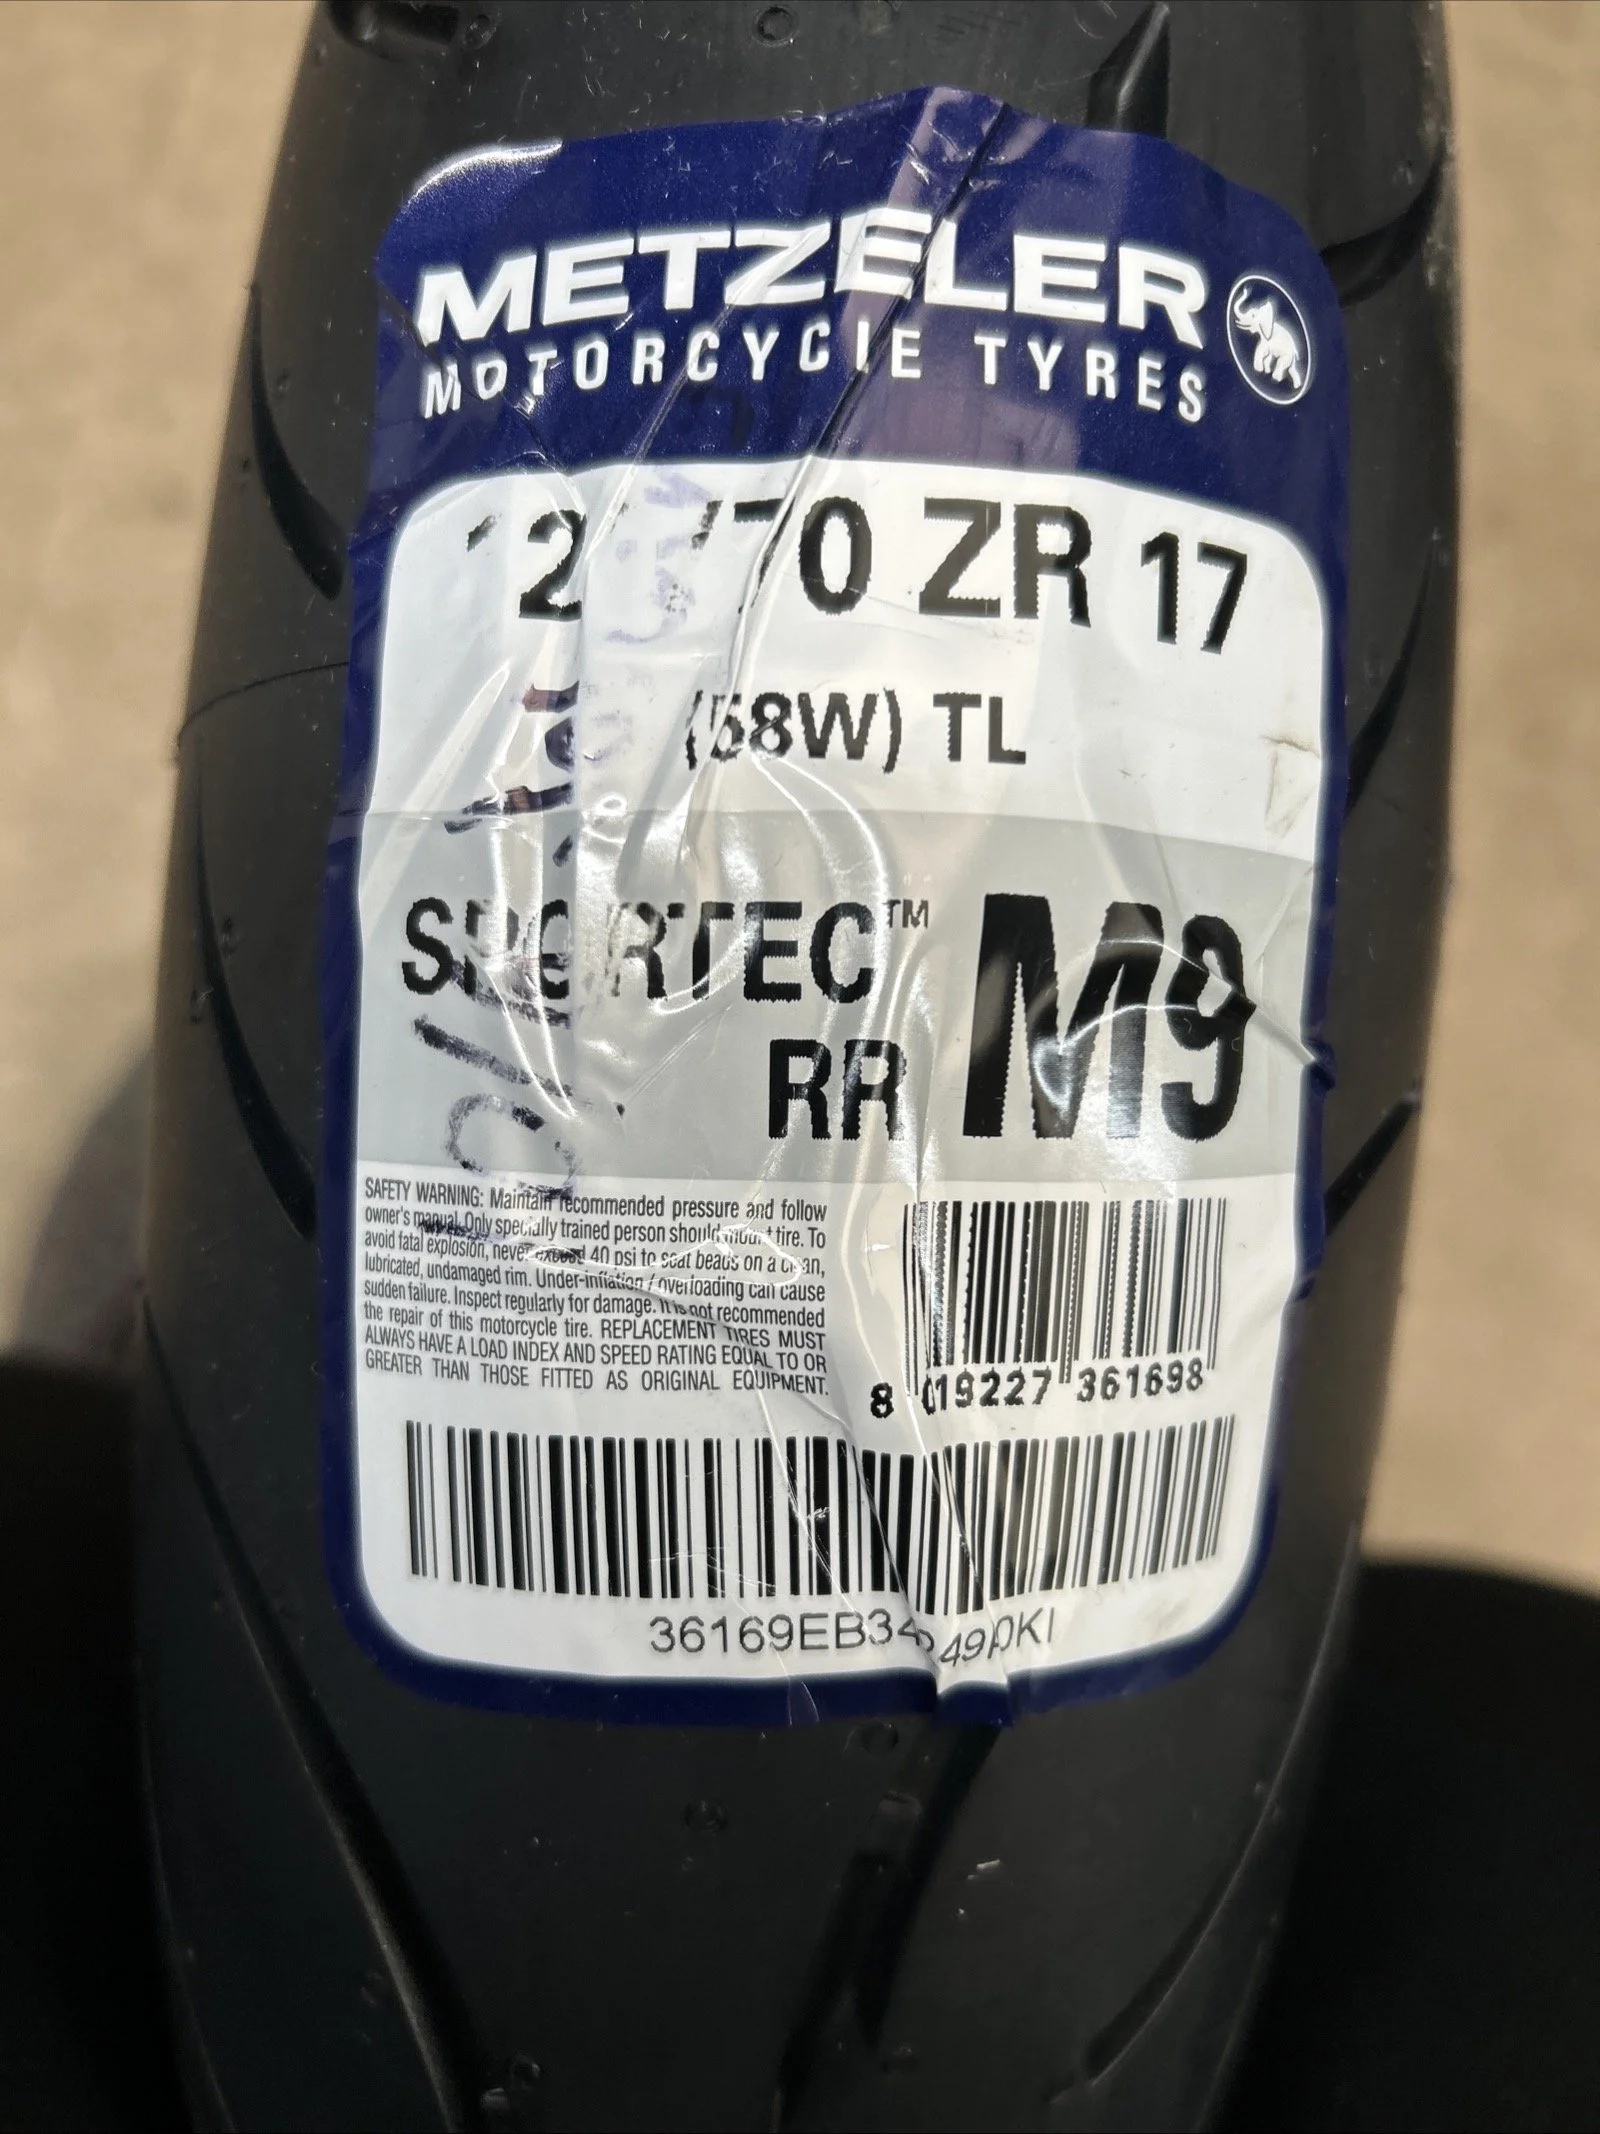 METZELER
MOTORCYCLE TYRES
ZR 17
(58W) TL
SPORTEC™ M9
RR
SAFETY WARNING: Maintain recommended pressure and follow
owner's manual. Only specially trained person should mount tire. To
avoid fatal explosion, never exceed 40 psi to seat beads on a clean,
lubricated, undamaged rim. Under-inflation / overloading can cause
sudden failure. Inspect regularly for damage. It is not recommended
the repair of this motorcycle tire. REPLACEMENT TIRES MUST
ALWAYS HAVE A LOAD INDEX AND SPEED RATING EQUAL TO OR
GREATER THAN THOSE FITTED AS ORIGINAL EQUIPMENT.
8 019227 361698